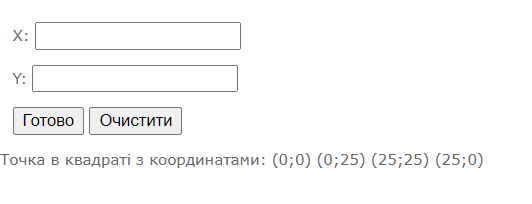 X:
Y:
Готово Очистити
Точка в квадраті з координатами: (0;0) (0;25) (25;25) (25;0)